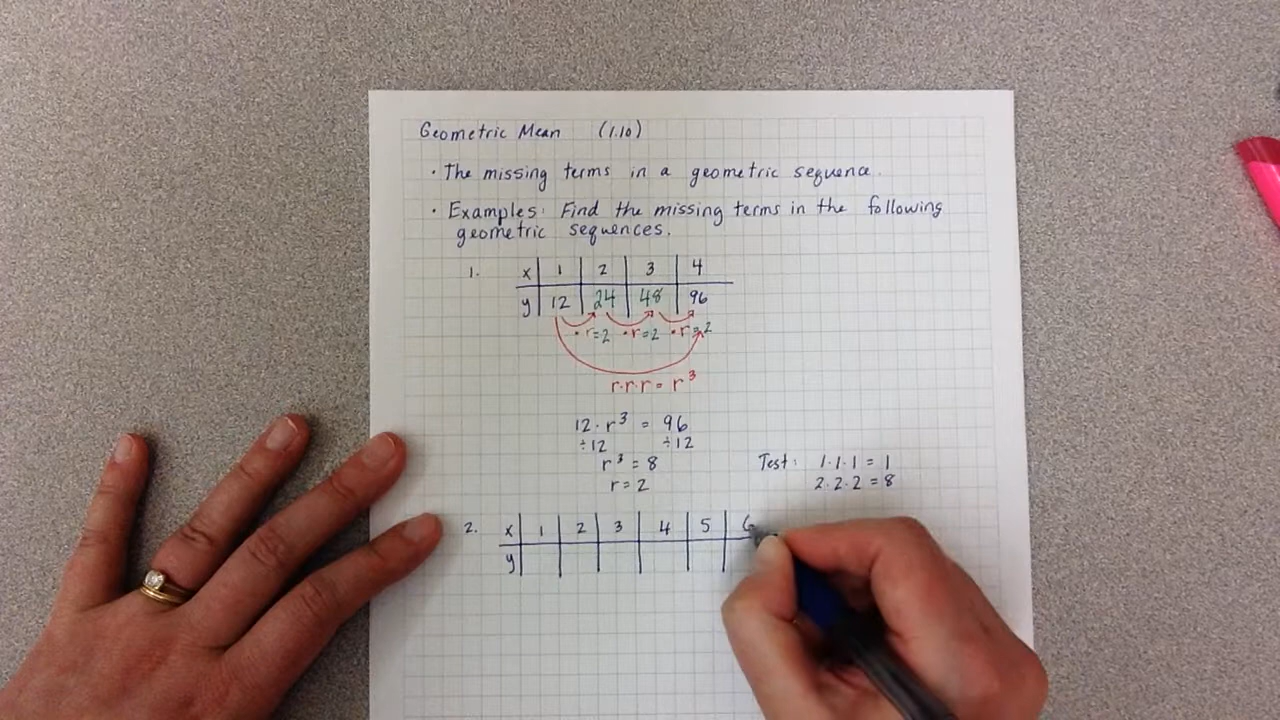 Geometric Mean (1.10)
• The missing terms in a geometric sequence.
• Examples: Find the missing terms in the following
geometric sequences.
1. x 1 2 3 4
y 12 24 48 96
• r=2 • r=2 • r=2
r·r·r = r³
12 · r³ = 96
÷12 ÷12
r³ = 8
r = 2
Test: 1·1·1 = 1
2·2·2 = 8
2. x 1 2 3 4 5 6
y